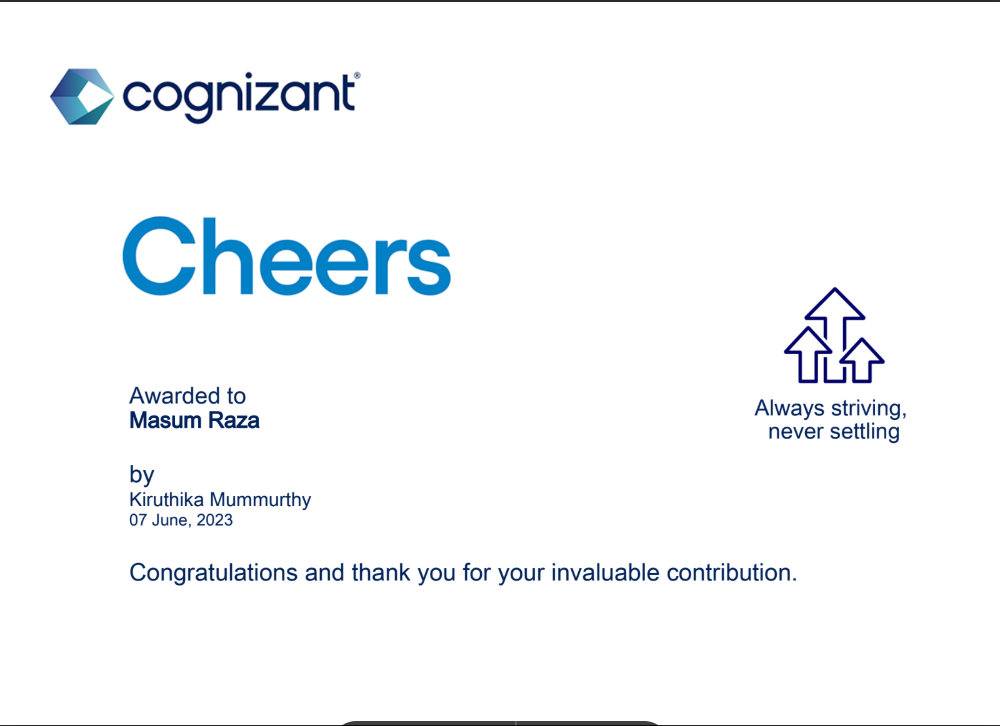 cognizant®
Cheers
Awarded to
Masum Raza
by
Kiruthika Mummurthy
07 June, 2023
Always striving,
never settling
Congratulations and thank you for your invaluable contribution.